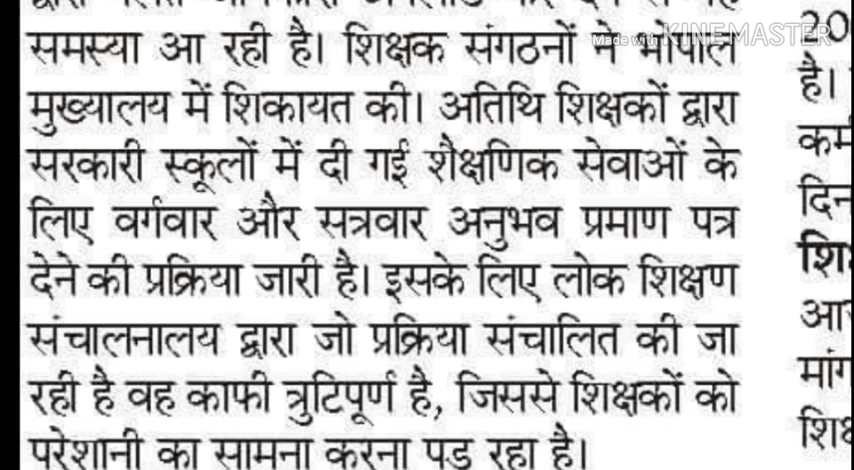 समस्या आ रही है। शिक्षक संगठनों ने भोपाल
मुख्यालय में शिकायत की। अतिथि शिक्षकों द्वारा
सरकारी स्कूलों में दी गई शैक्षणिक सेवाओं के
लिए वर्गवार और सत्रवार अनुभव प्रमाण पत्र
देने की प्रक्रिया जारी है। इसके लिए लोक शिक्षण
संचालनालय द्वारा जो प्रक्रिया संचालित की जा
रही है वह काफी त्रुटिपूर्ण है, जिससे शिक्षकों को
परेशानी का सामना करना पड़ रहा है।
Made with KINEMASTER
20
है।